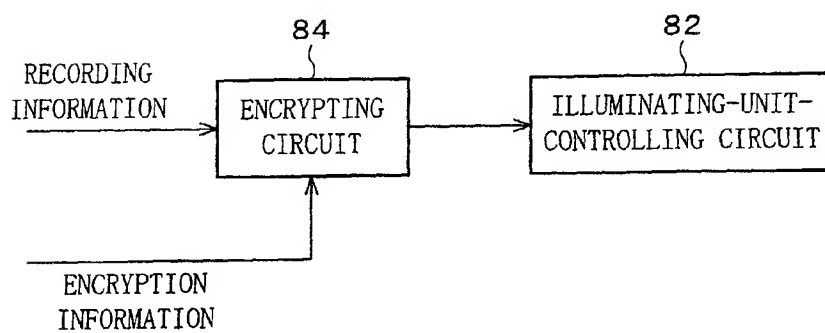 84
82
RECORDING
INFORMATION
ENCRYPTING
CIRCUIT
ILLUMINATING-UNIT-
CONTROLLING CIRCUIT
ENCRYPTION
INFORMATION